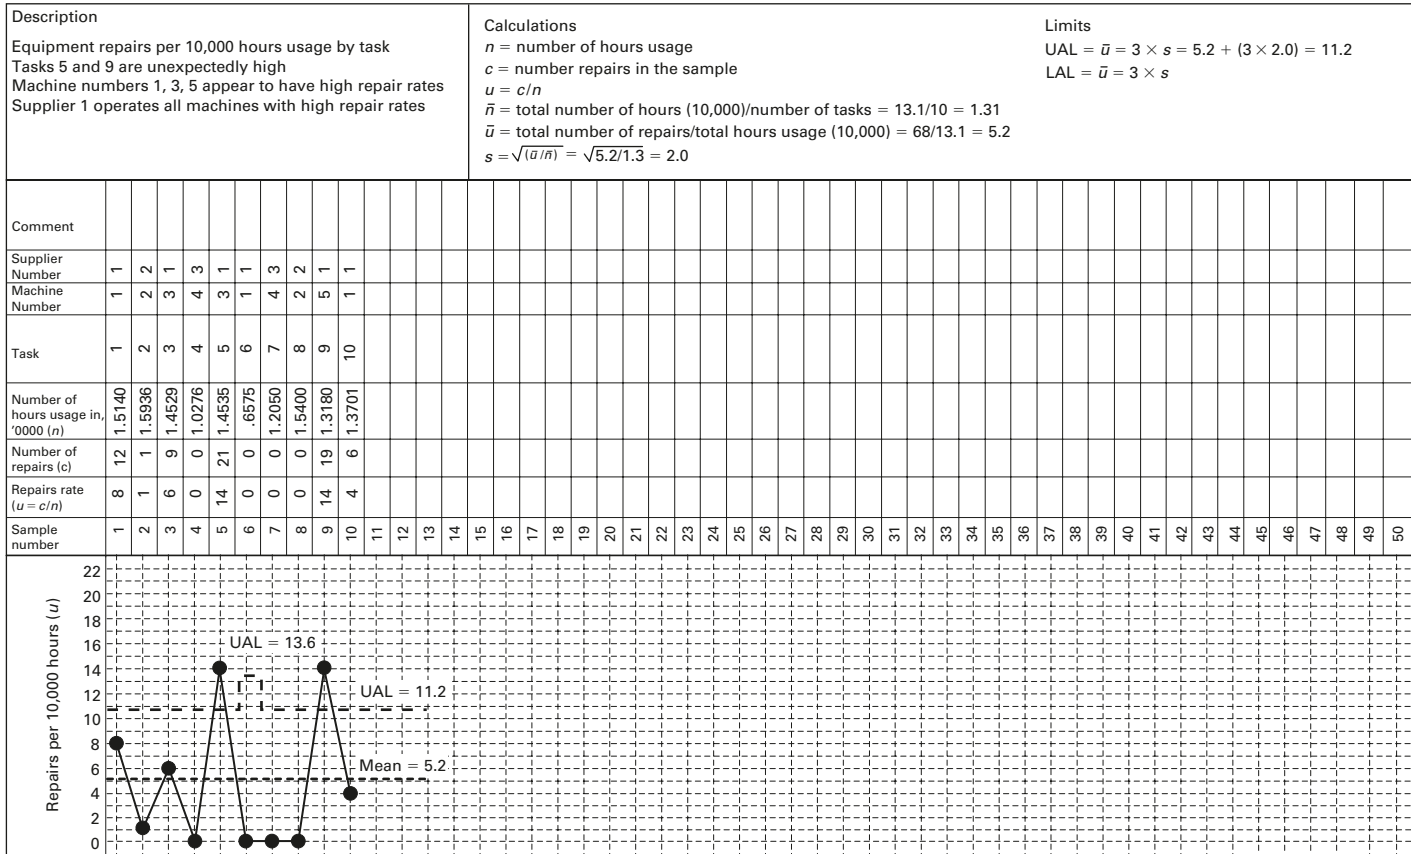 Description
Equipment repairs per 10,000 hours usage by task
Tasks 5 and 9 are unexpectedly high
Machine numbers 1, 3, 5 appear to have high repair rates
Supplier 1 operates all machines with high repair rates
Calculations
n = number of hours usage
c = number repairs in the sample
u = c/n
n̄ = total number of hours (10,000)/number of tasks = 13.1/10 = 1.31
ū = total number of repairs/total hours usage (10,000) = 68/13.1 = 5.2
s = √(ū/n̄) = √5.2/1.3 = 2.0
Limits
UAL = ū = 3 × s = 5.2 + (3 × 2.0) = 11.2
LAL = ū = 3 × s
Comment
Supplier
Number
1 2 1 3 1 1 3 2 1 1
Machine
Number
1 2 3 4 3 1 4 2 5 1
Task
1 2 3 4 5 6 7 8 9 10
Number of
hours usage in,
'0000 (n)
1.5140 1.5936 1.4529 1.0276 1.4535 .6575 1.2050 1.5400 1.3180 1.3701
Number of
repairs (c)
12 1 9 0 21 0 0 0 19 6
Repairs rate
(u = c/n)
8 1 6 0 14 0 0 0 14 4
Sample
number
1 2 3 4 5 6 7 8 9 10 11 12 13 14 15 16 17 18 19 20 21 22 23 24 25 26 27 28 29 30 31 32 33 34 35 36 37 38 39 40 41 42 43 44 45 46 47 48 49 50
Repairs per 10,000 hours (u)
22
20
18
16
14
12
10
8
6
4
2
0
UAL = 13.6
UAL = 11.2
Mean = 5.2